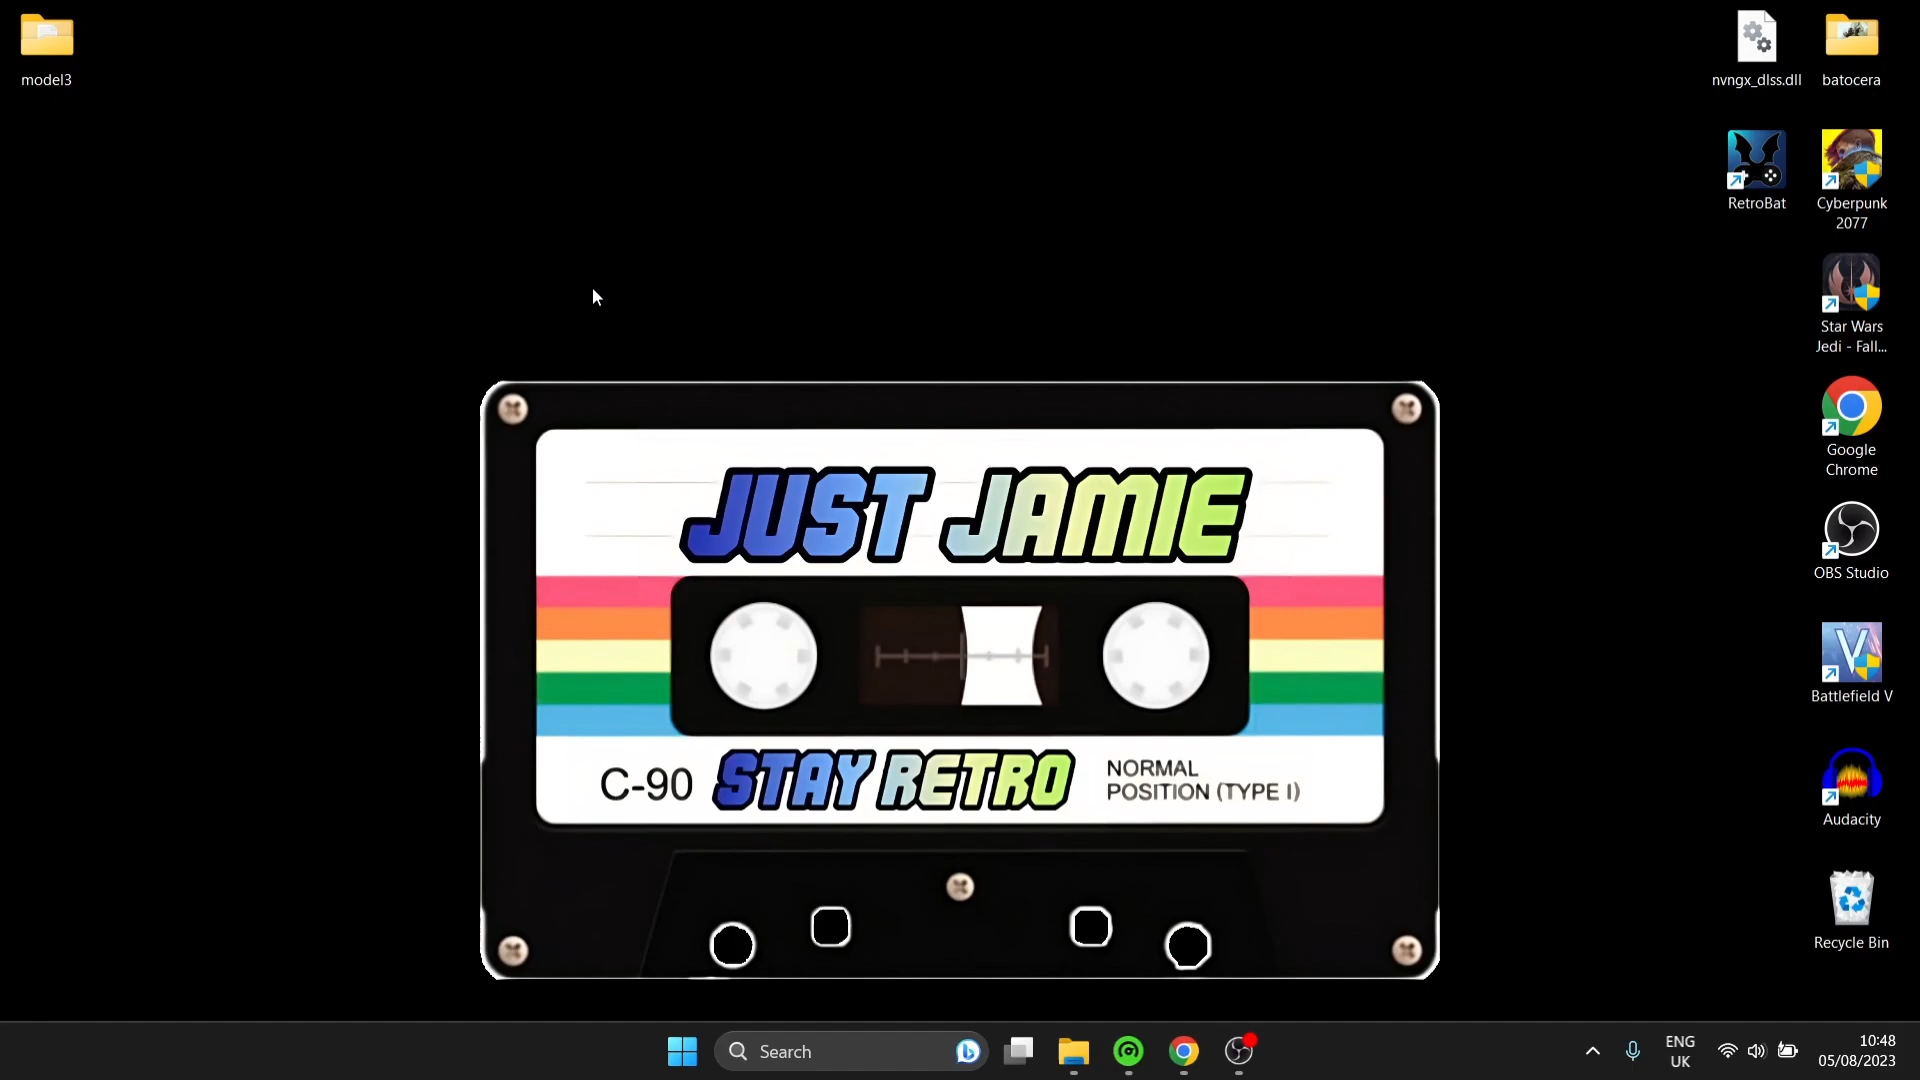 model3
nvngx_dlss.dll
batocera
RetroBat
Cyberpunk
2077
Star Wars
Jedi - Fall...
Google
Chrome
OBS Studio
Battlefield V
Audacity
Recycle Bin
JUST JAMIE
C-90
STAY RETRO
NORMAL
POSITION (TYPE I)
Search
ENG
UK
10:48
05/08/2023